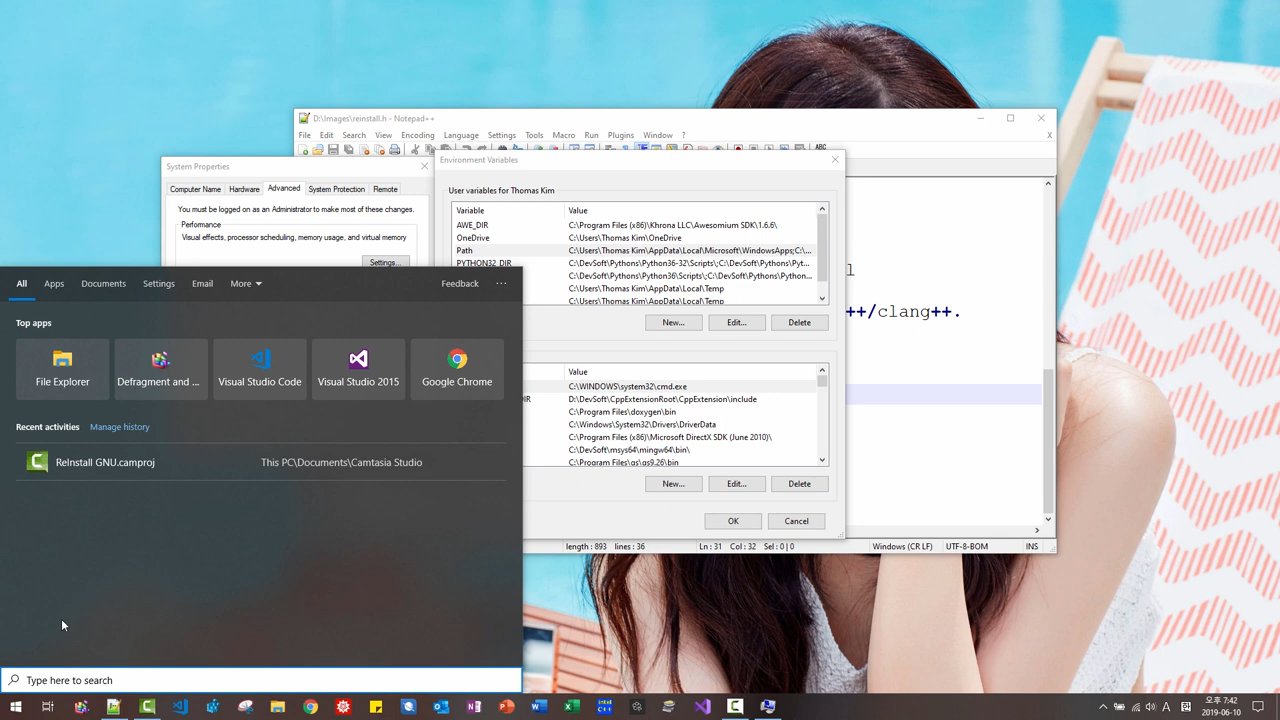 D:\Images\reinstall.h - Notepad++
File Edit Search View Encoding Language Settings Tools Macro Run Plugins Window ?
X
System Properties
Computer Name Hardware Advanced System Protection Remote
You must be logged on as an Administrator to make most of these changes.
Performance
Visual effects, processor scheduling, memory usage, and virtual memory
Settings...
Environment Variables
User variables for Thomas Kim
Variable Value
AWE_DIR C:\Program Files (x86)\Khrona LLC\Awesomium SDK\1.6.6\
OneDrive C:\Users\Thomas Kim\OneDrive
Path C:\Users\Thomas Kim\AppData\Local\Microsoft\WindowsApps;C:\...
PYTHON32_DIR C:\DevSoft\Pythons\Python36-32\Scripts\;C:\DevSoft\Pythons\Pyt...
C:\DevSoft\Pythons\Python36\Scripts\;C:\DevSoft\Pythons\Python...
C:\Users\Thomas Kim\AppData\Local\Temp
C:\Users\Thomas Kim\AppData\Local\Temp
New... Edit... Delete
Value
C:\WINDOWS\system32\cmd.exe
DIR D:\DevSoft\CppExtensionRoot\CppExtension\include
C:\Program Files\doxygen\bin
C:\Windows\System32\Drivers\DriverData
C:\Program Files (x86)\Microsoft DirectX SDK (June 2010)\
C:\DevSoft\msys64\mingw64\bin\
C:\Program Files\gs\gs9.26\bin
New... Edit... Delete
OK Cancel
l
++/clang++.
length : 893 lines : 36 Ln : 31 Col : 32 Sel : 0 | 0 Windows (CR LF) UTF-8-BOM INS
All Apps Documents Settings Email More Feedback ...
Top apps
File Explorer Defragment and ... Visual Studio Code Visual Studio 2015 Google Chrome
Recent activities Manage history
ReInstall GNU.camproj This PC\Documents\Camtasia Studio
Type here to search
A
오후 7:42
2019-06-10